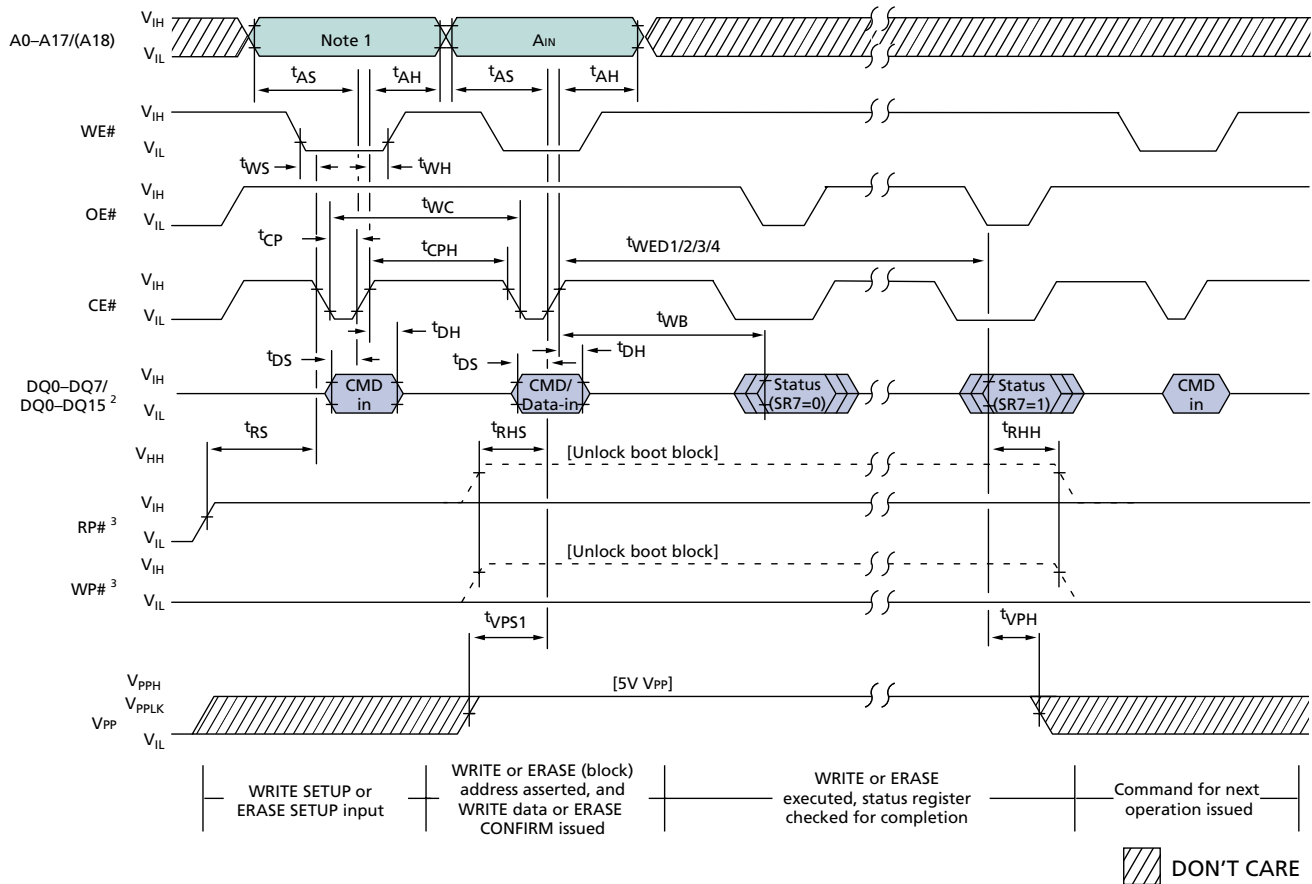 A0–A17/(A18)
VIH
VIL
Note 1
AIN
tAS
tAH
tAS
tAH
WE#
VIH
VIL
tWS
tWH
OE#
VIH
VIL
tWC
tCP
tCPH
tWED1/2/3/4
CE#
VIH
VIL
tWB
tDH
tDS
tDS
tDH
DQ0–DQ7/
DQ0–DQ15 2
VIH
VIL
CMD
in
CMD/
Data-in
Status
(SR7=0)
Status
(SR7=1)
CMD
in
tRS
tRHS
tRHH
VHH
[Unlock boot block]
VIH
RP# 3
VIL
VIH
[Unlock boot block]
WP# 3
VIL
tVPS1
tVPH
VPPH
[5V VPP]
VPPLK
VPP
VIL
WRITE SETUP or
ERASE SETUP input
WRITE or ERASE (block)
address asserted, and
WRITE data or ERASE
CONFIRM issued
WRITE or ERASE
executed, status register
checked for completion
Command for next
operation issued
DON'T CARE